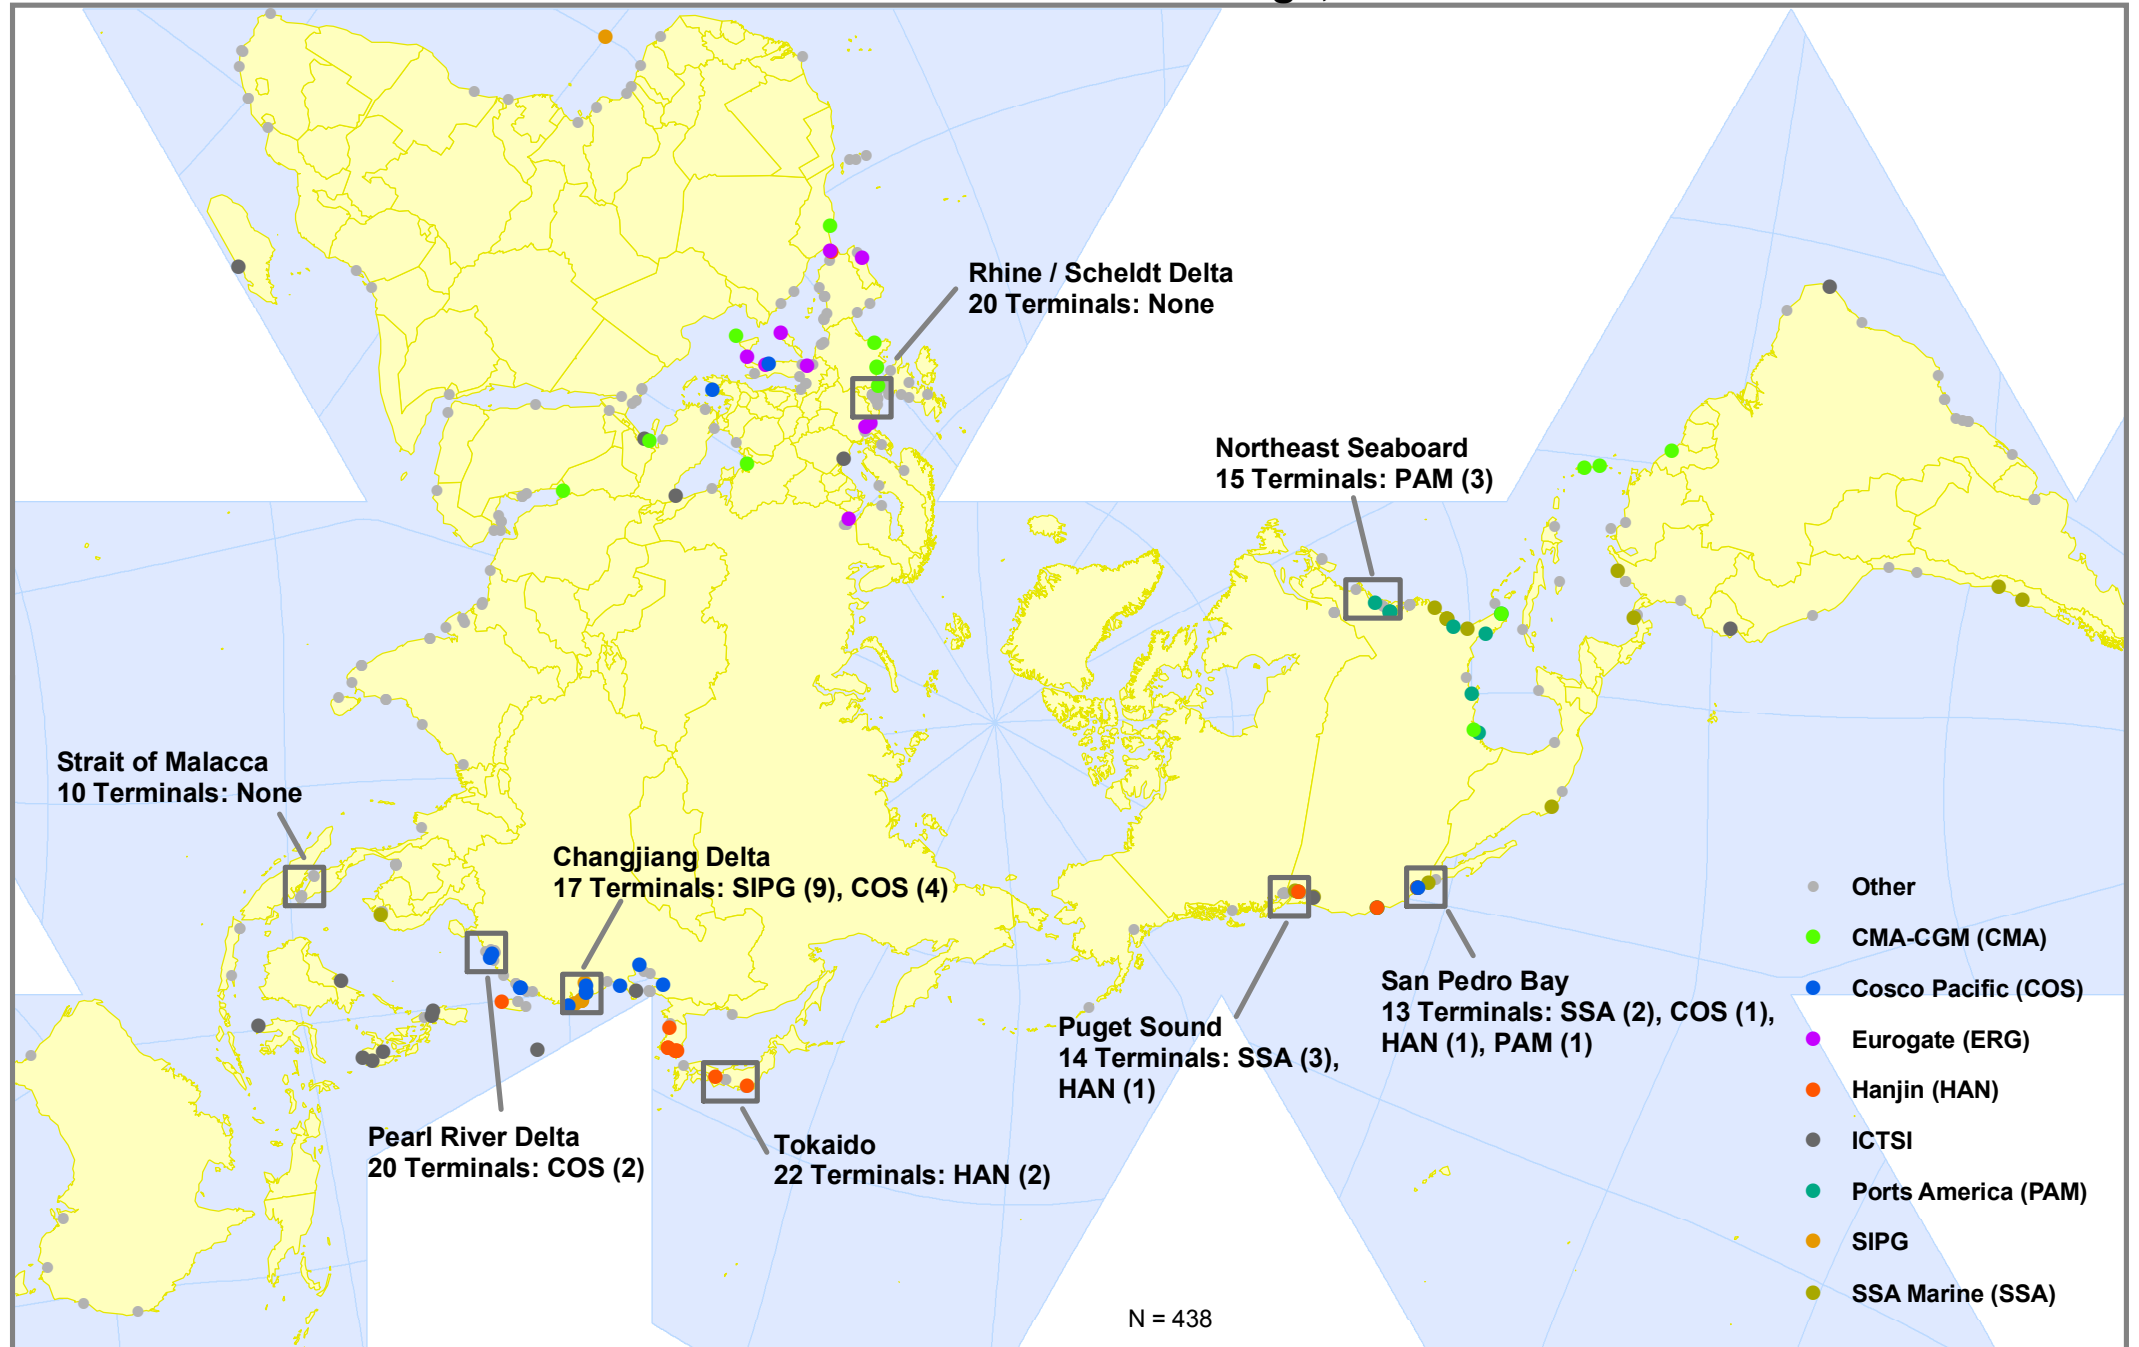 Rhine / Scheldt Delta
20 Terminals: None
Northeast Seaboard
15 Terminals: PAM (3)
Strait of Malacca
10 Terminals: None
Changjiang Delta
17 Terminals: SIPG (9), COS (4)
San Pedro Bay
13 Terminals: SSA (2), COS (1),
HAN (1), PAM (1)
Puget Sound
14 Terminals: SSA (3),
HAN (1)
Pearl River Delta
20 Terminals: COS (2)
Tokaido
22 Terminals: HAN (2)
Other
CMA-CGM (CMA)
Cosco Pacific (COS)
Eurogate (ERG)
Hanjin (HAN)
ICTSI
Ports America (PAM)
SIPG
SSA Marine (SSA)
N = 438